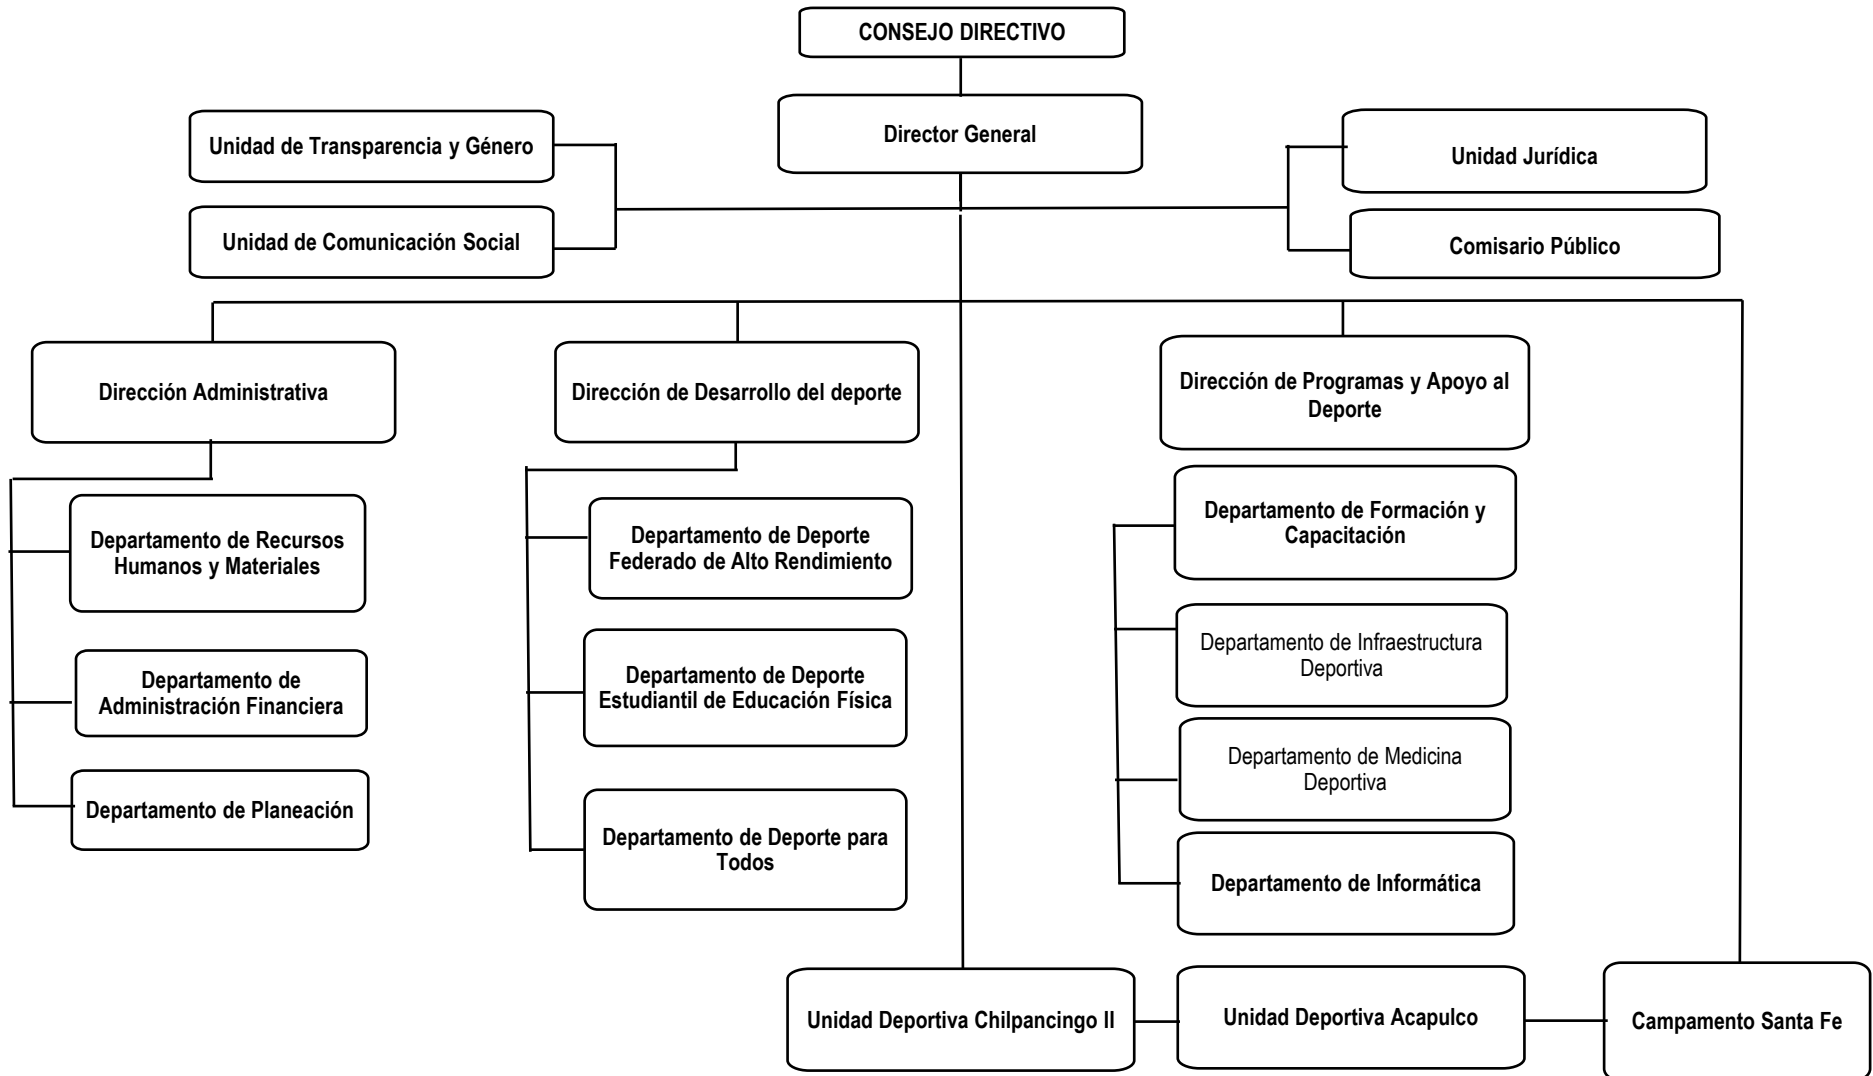 CONSEJO DIRECTIVO
Director General
Unidad de Transparencia y Género
Unidad Jurídica
Unidad de Comunicación Social
Comisario Público
Dirección Administrativa
Dirección de Desarrollo del deporte
Dirección de Programas y Apoyo al
Deporte
Departamento de Recursos
Humanos y Materiales
Departamento de
Administración Financiera
Departamento de Planeación
Departamento de Deporte
Federado de Alto Rendimiento
Departamento de Deporte
Estudiantil de Educación Física
Departamento de Deporte para
Todos
Departamento de Formación y
Capacitación
Departamento de Infraestructura
Deportiva
Departamento de Medicina
Deportiva
Departamento de Informática
Unidad Deportiva Chilpancingo II
Unidad Deportiva Acapulco
Campamento Santa Fe